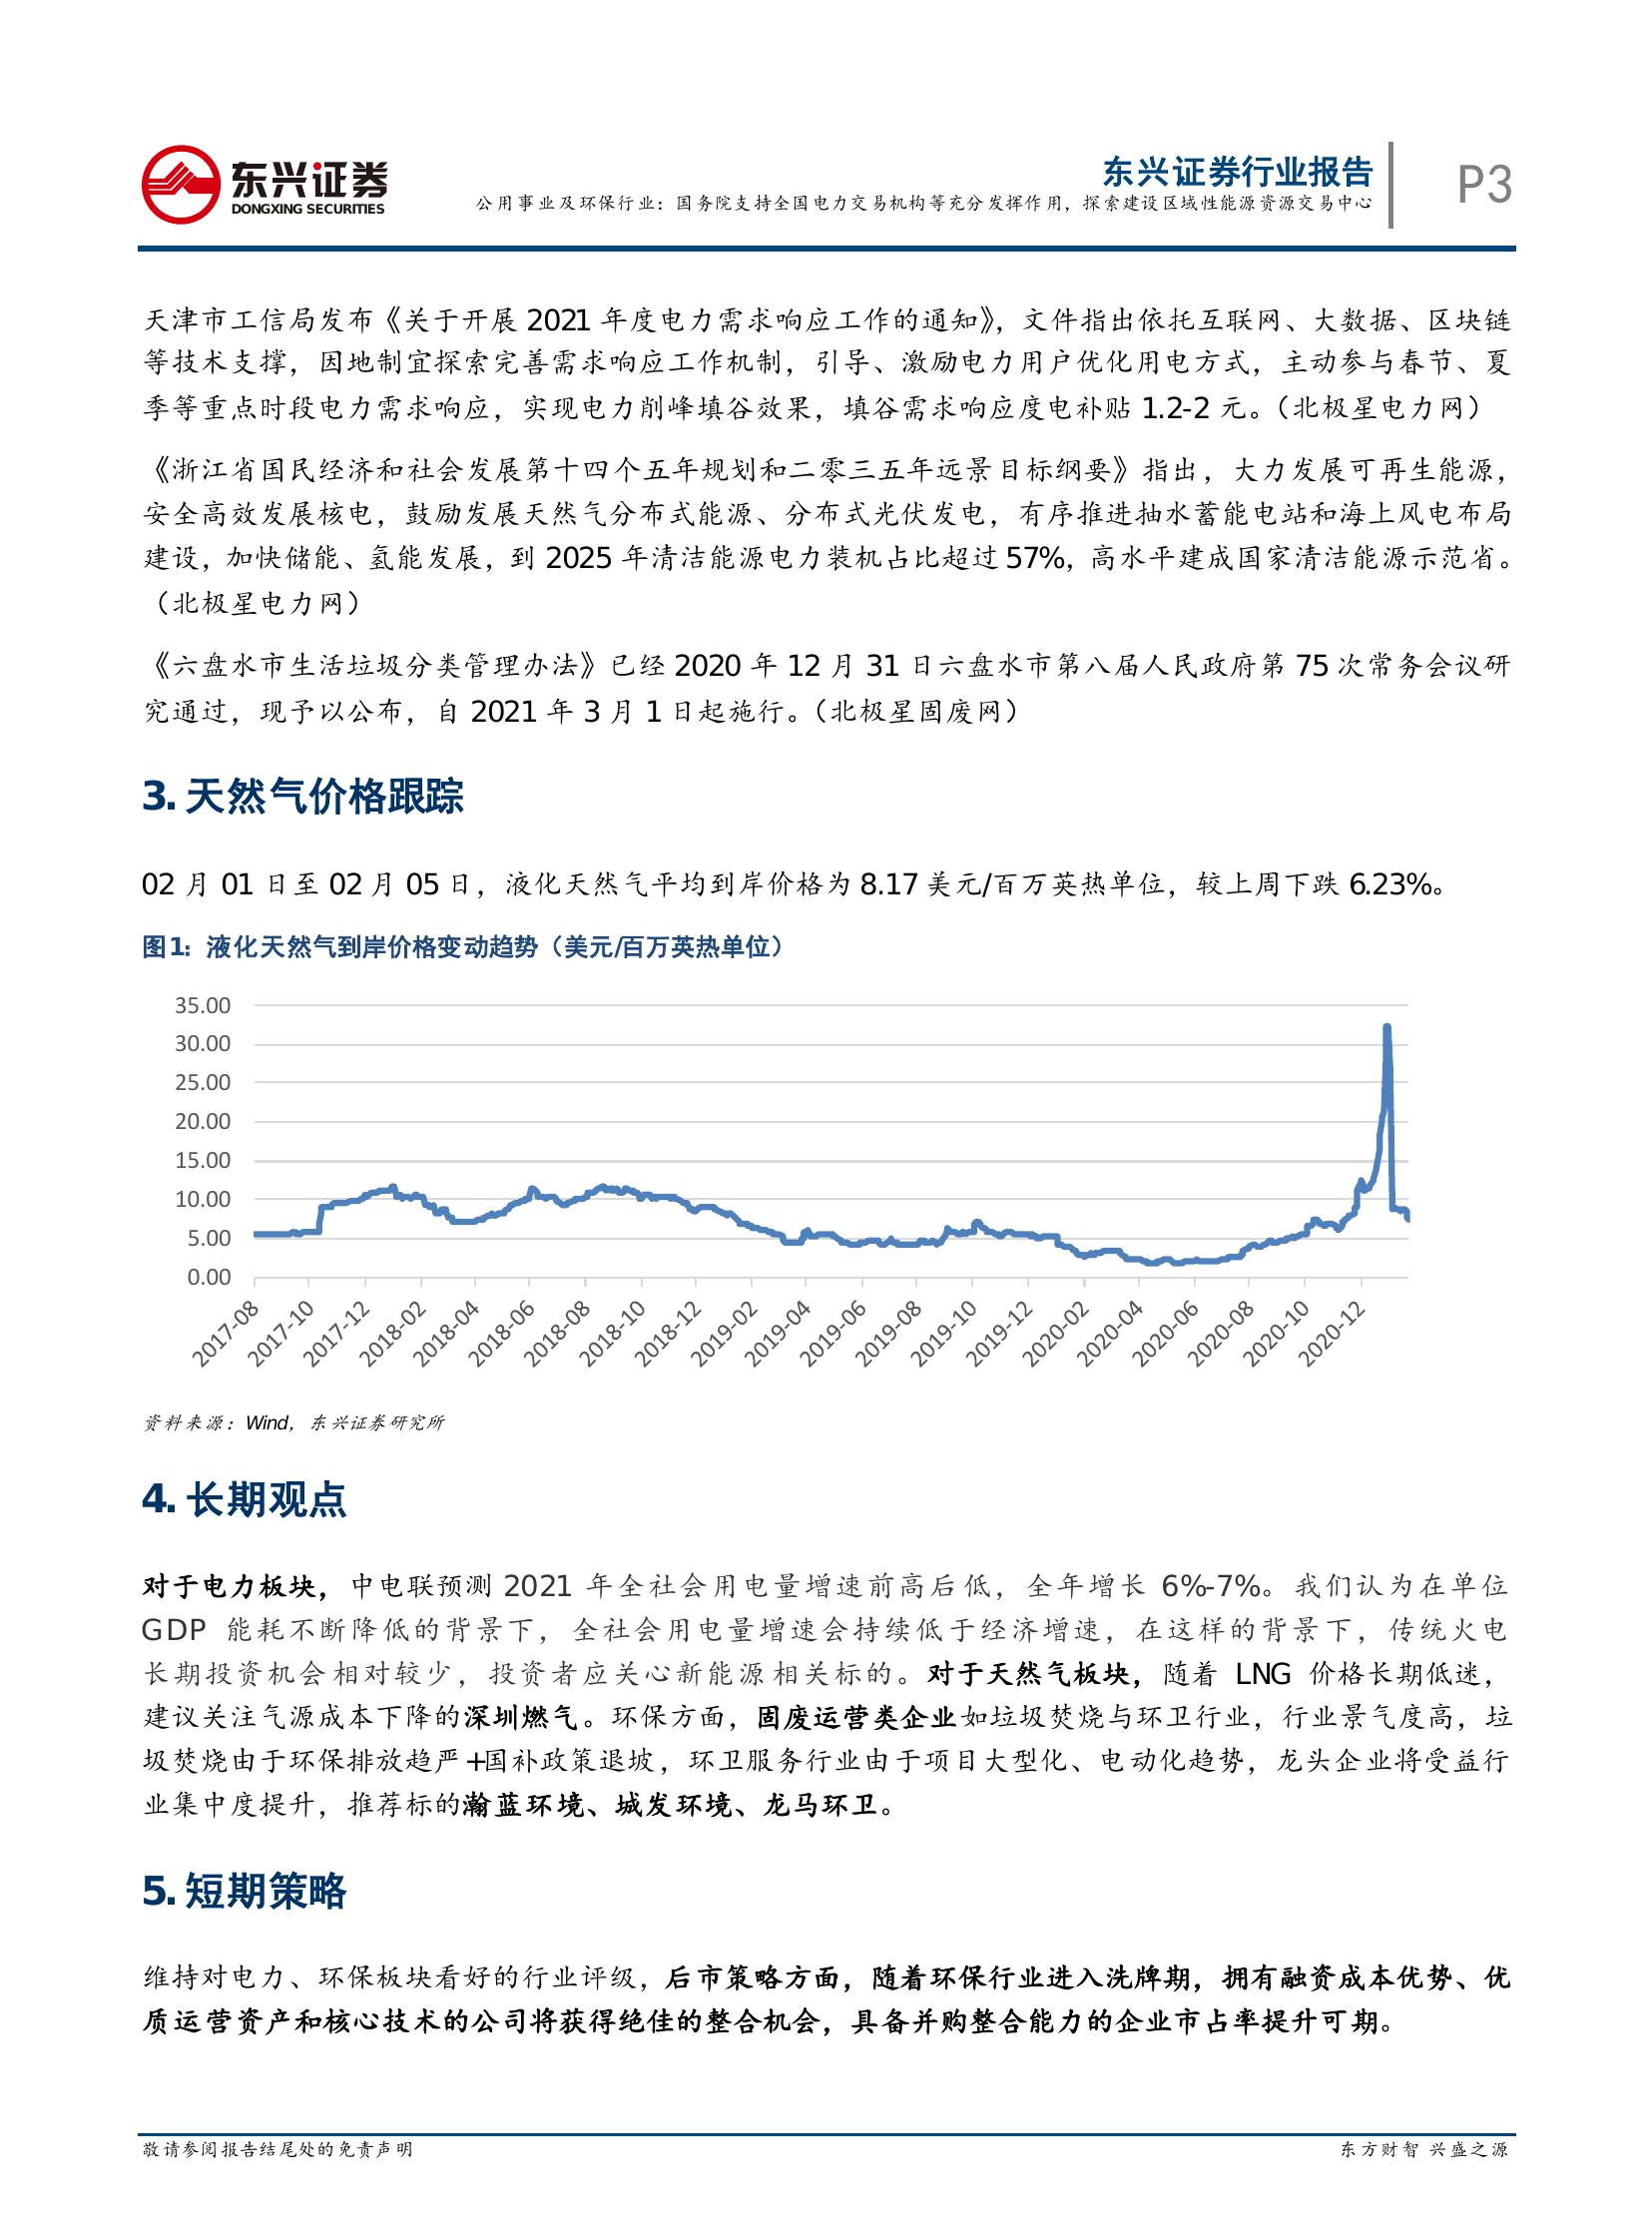 东兴证券
DONGXING SECURITIES
东兴证券行业报告
公用事业及环保行业：国务院支持全国电力交易机构等充分发挥作用，探索建设区域性能源资源交易中心
P3
天津市工信局发布《关于开展 2021 年度电力需求响应工作的通知》，文件指出依托互联网、大数据、区块链
等技术支撑，因地制宜探索完善需求响应工作机制，引导、激励电力用户优化用电方式，主动参与春节、夏
季等重点时段电力需求响应，实现电力削峰填谷效果，填谷需求响应度电补贴 1.2-2 元。（北极星电力网）
《浙江省国民经济和社会发展第十四个五年规划和二零三五年远景目标纲要》指出，大力发展可再生能源，
安全高效发展核电，鼓励发展天然气分布式能源、分布式光伏发电，有序推进抽水蓄能电站和海上风电布局
建设，加快储能、氢能发展，到 2025 年清洁能源电力装机占比超过 57%，高水平建成国家清洁能源示范省。
（北极星电力网）
《六盘水市生活垃圾分类管理办法》已经 2020 年 12 月 31 日六盘水市第八届人民政府第 75 次常务会议研
究通过，现予以公布，自 2021 年 3 月 1 日起施行。（北极星固废网）
3. 天然气价格跟踪
02 月 01 日至 02 月 05 日，液化天然气平均到岸价格为 8.17 美元/百万英热单位，较上周下跌 6.23%。
图1：液化天然气到岸价格变动趋势（美元/百万英热单位）
35.00
30.00
25.00
20.00
15.00
10.00
5.00
0.00
2017-08
2017-10
2017-12
2018-02
2018-04
2018-06
2018-08
2018-10
2018-12
2019-02
2019-04
2019-06
2019-08
2019-10
2019-12
2020-02
2020-04
2020-06
2020-08
2020-10
2020-12
资料来源：Wind，东兴证券研究所
4. 长期观点
对于电力板块，中电联预测 2021 年全社会用电量增速前高后低，全年增长 6%-7%。我们认为在单位
GDP 能耗不断降低的背景下，全社会用电量增速会持续低于经济增速，在这样的背景下，传统火电
长期投资机会相对较少，投资者应关心新能源相关标的。对于天然气板块，随着 LNG 价格长期低迷，
建议关注气源成本下降的深圳燃气。环保方面，固废运营类企业如垃圾焚烧与环卫行业，行业景气度高，垃
圾焚烧由于环保排放趋严+国补政策退坡，环卫服务行业由于项目大型化、电动化趋势，龙头企业将受益行
业集中度提升，推荐标的瀚蓝环境、城发环境、龙马环卫。
5. 短期策略
维持对电力、环保板块看好的行业评级，后市策略方面，随着环保行业进入洗牌期，拥有融资成本优势、优
质运营资产和核心技术的公司将获得绝佳的整合机会，具备并购整合能力的企业市占率提升可期。
敬请参阅报告结尾处的免责声明
东方财智 兴盛之源